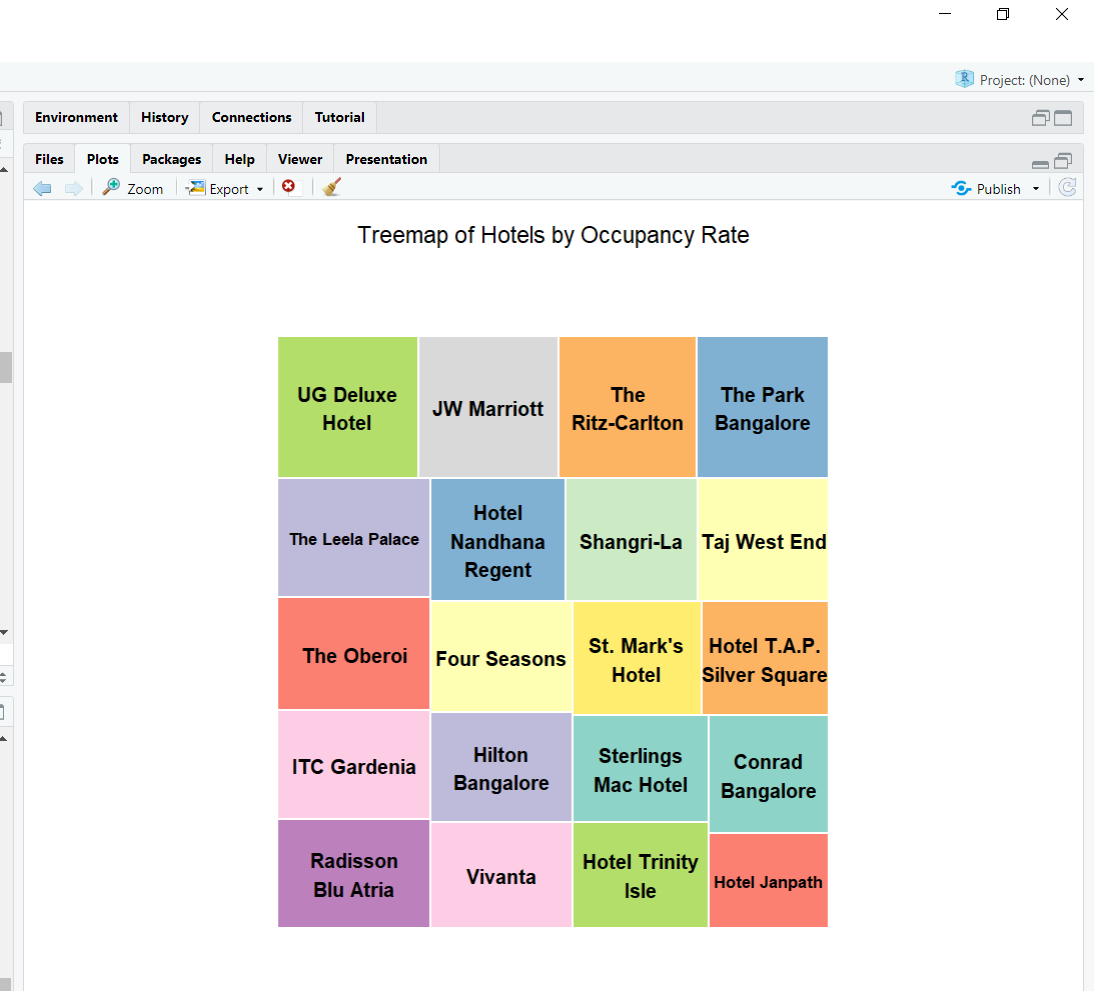 Project: (None)
Environment History Connections Tutorial
Files Plots Packages Help Viewer Presentation
Zoom Export Publish
Treemap of Hotels by Occupancy Rate
UG Deluxe
Hotel
JW Marriott
The
Ritz-Carlton
The Park
Bangalore
The Leela Palace
Hotel
Nandhana
Regent
Shangri-La
Taj West End
The Oberoi
Four Seasons
St. Mark's
Hotel
Hotel T.A.P.
Silver Square
ITC Gardenia
Hilton
Bangalore
Sterlings
Mac Hotel
Conrad
Bangalore
Radisson
Blu Atria
Vivanta
Hotel Trinity
Isle
Hotel Janpath